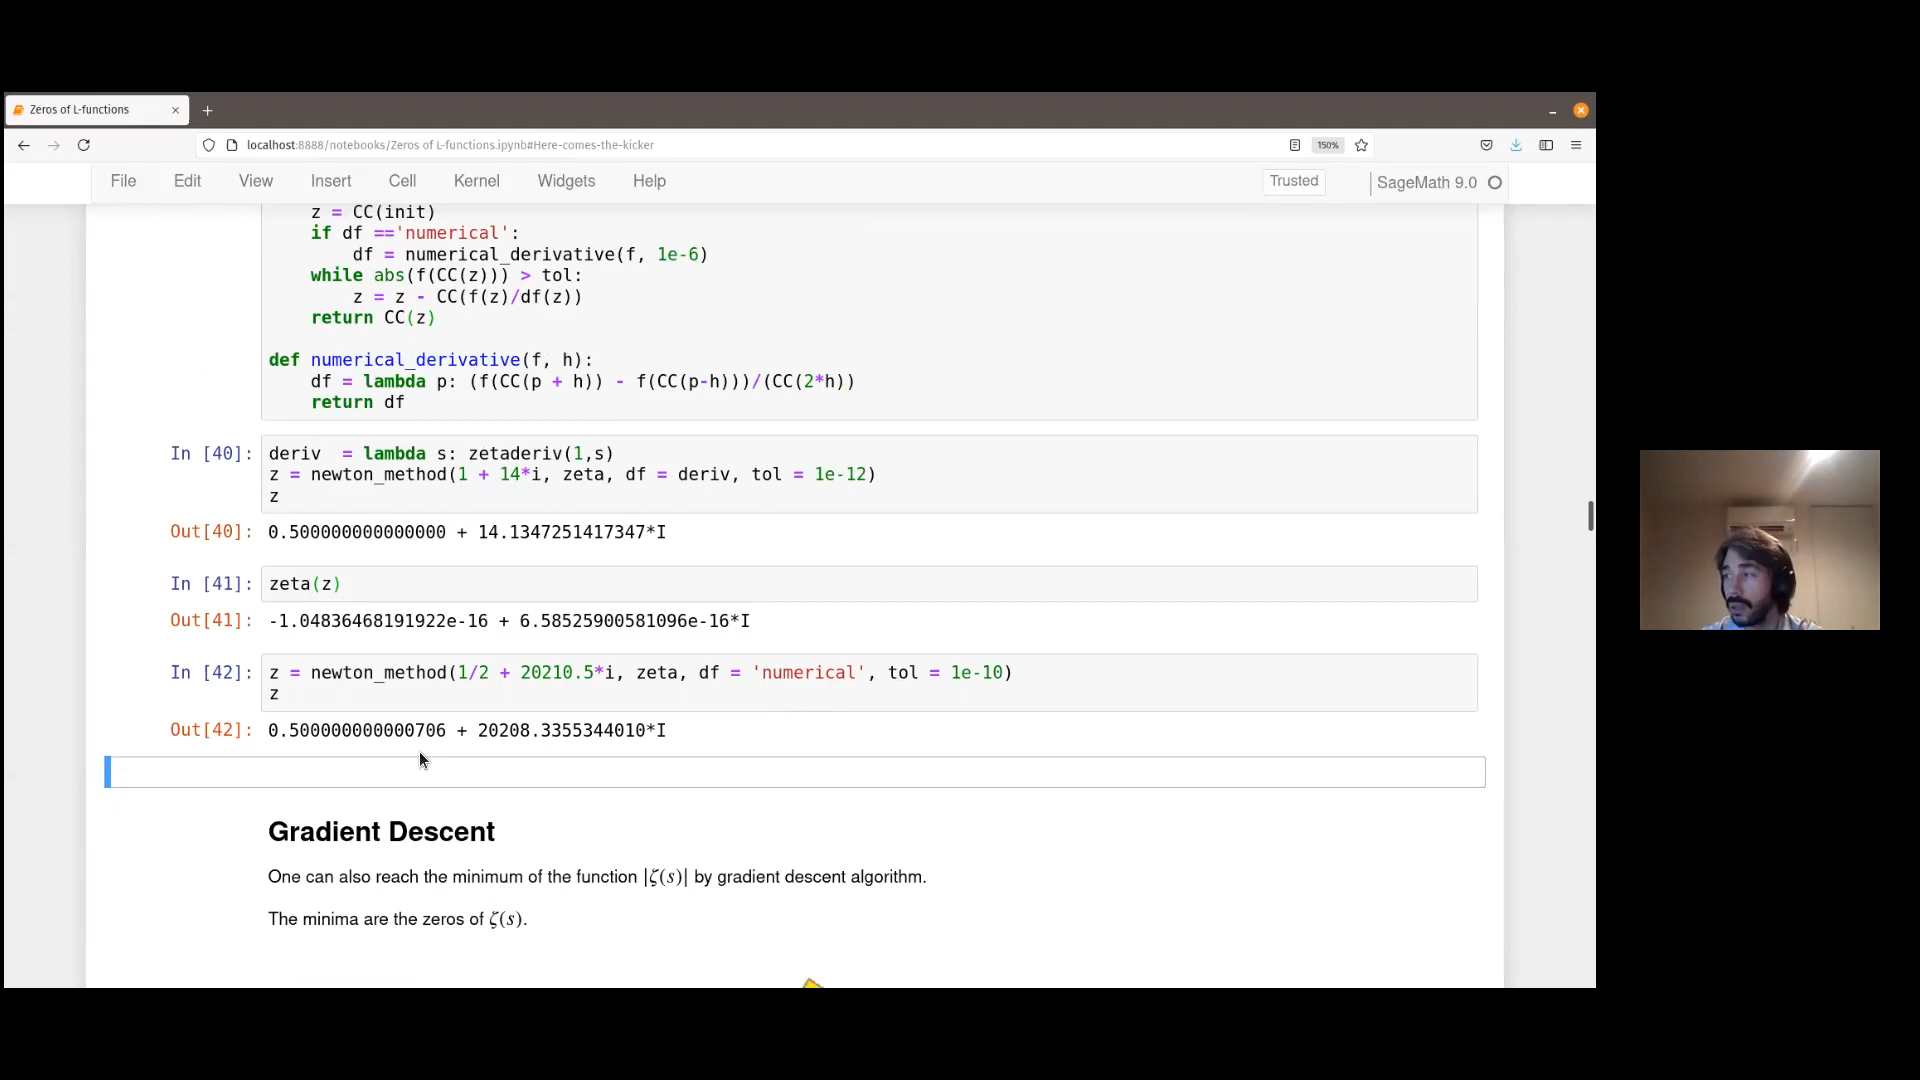 Zeros of L-functions
localhost:8888/notebooks/Zeros of L-functions.ipynb#Here-comes-the-kicker
150%
File Edit View Insert Cell Kernel Widgets Help
Trusted
SageMath 9.0
z = CC(init)
if df =='numerical':
df = numerical_derivative(f, 1e-6)
while abs(f(CC(z))) > tol:
z = z - CC(f(z)/df(z))
return CC(z)
def numerical_derivative(f, h):
df = lambda p: (f(CC(p + h)) - f(CC(p-h)))/(CC(2*h))
return df
In [40]: deriv  = lambda s: zetaderiv(1,s)
z = newton_method(1 + 14*i, zeta, df = deriv, tol = 1e-12)
z
Out[40]: 0.500000000000000 + 14.1347251417347*I
In [41]: zeta(z)
Out[41]: -1.04836468191922e-16 + 6.58525900581096e-16*I
In [42]: z = newton_method(1/2 + 20210.5*i, zeta, df = 'numerical', tol = 1e-10)
z
Out[42]: 0.500000000000706 + 20208.3355344010*I
Gradient Descent
One can also reach the minimum of the function |ζ(s)| by gradient descent algorithm.
The minima are the zeros of ζ(s).